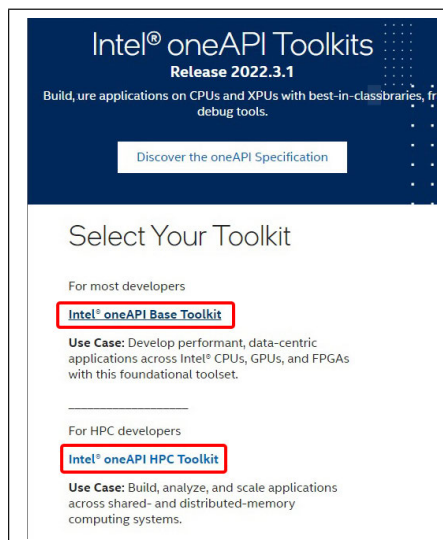 Intel® oneAPI Toolkits
Release 2022.3.1
Build, ure applications on CPUs and XPUs with best-in-classbraries, fr
debug tools.
Discover the oneAPI Specification
Select Your Toolkit
For most developers
Intel® oneAPI Base Toolkit
Use Case: Develop performant, data-centric
applications across Intel® CPUs, GPUs, and FPGAs
with this foundational toolset.
____________________
For HPC developers
Intel® oneAPI HPC Toolkit
Use Case: Build, analyze, and scale applications
across shared- and distributed-memory
computing systems.